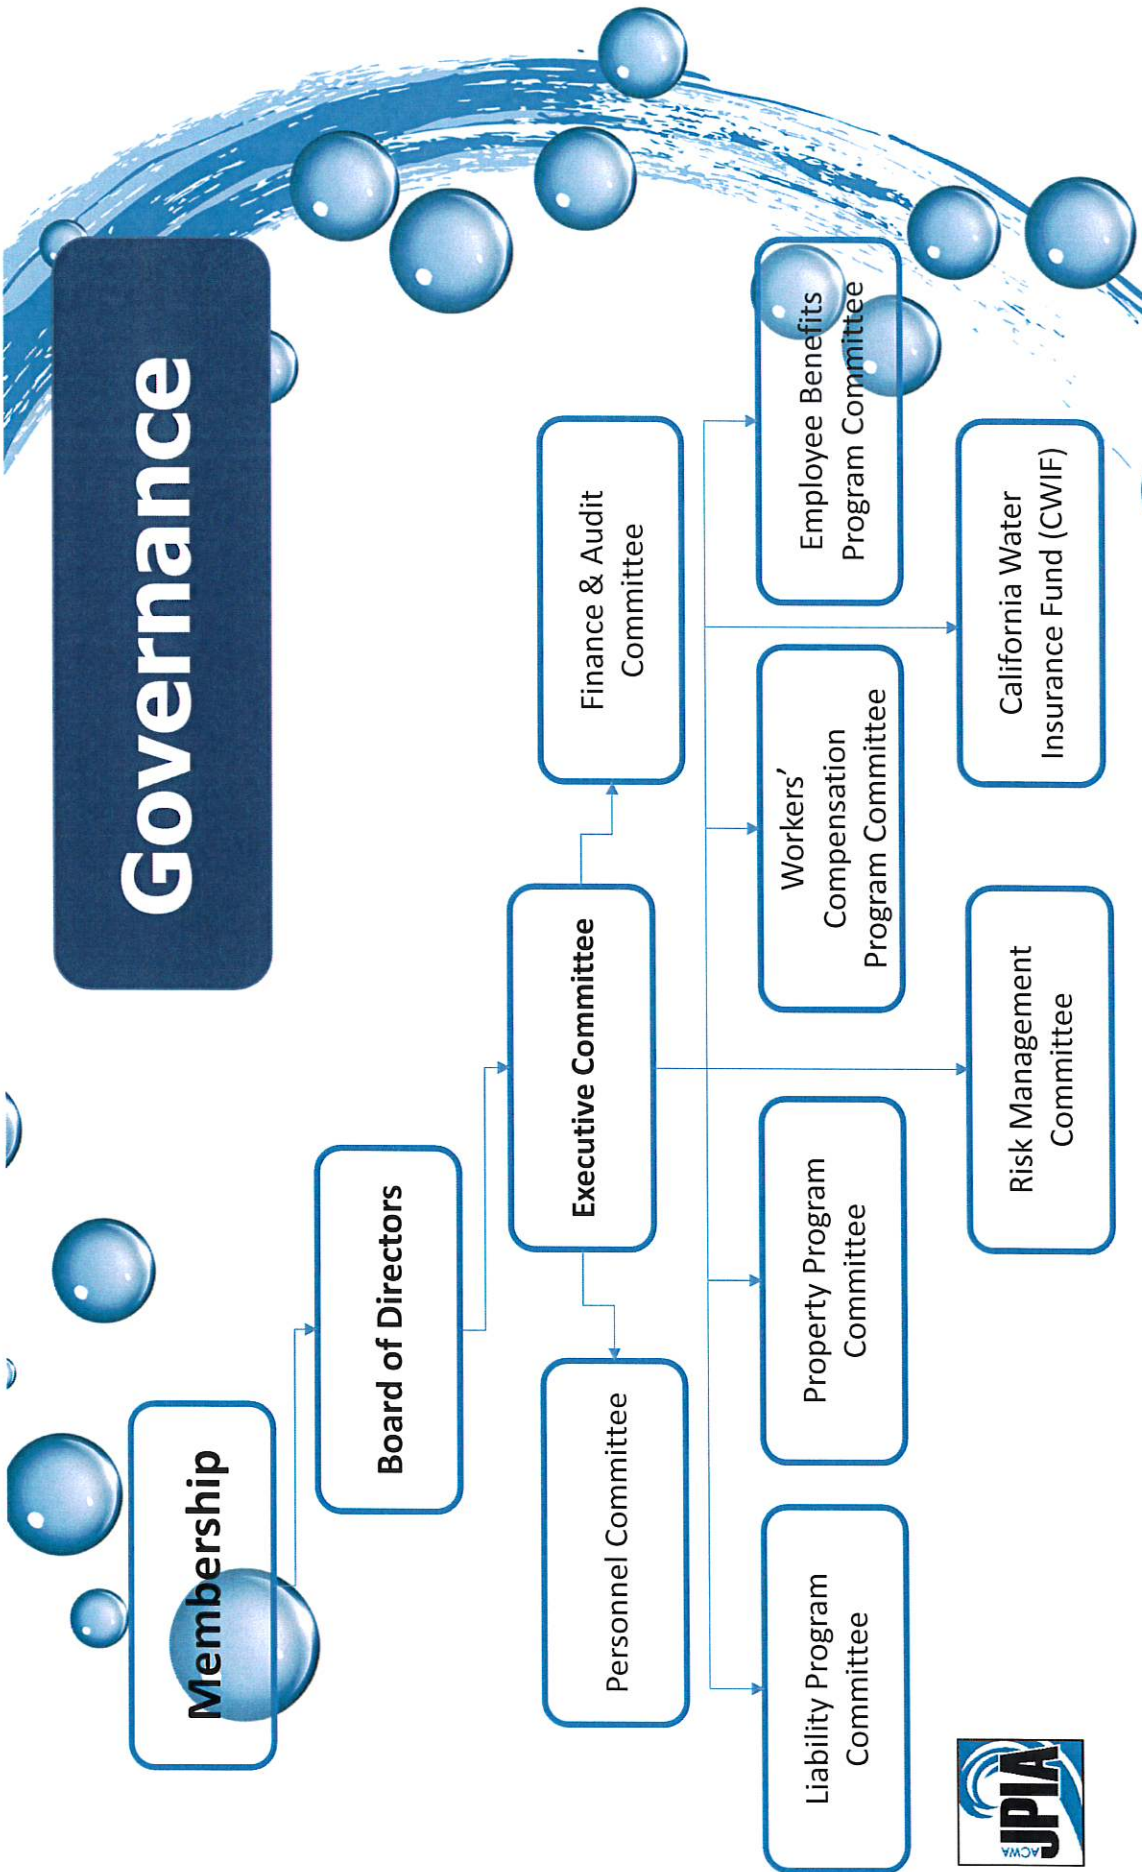 Governance
Membership
Board of Directors
Executive Committee
Personnel Committee
Finance & Audit
Committee
Liability Program
Committee
Property Program
Committee
Workers’
Compensation
Program Committee
Employee Benefits
Program Committee
Risk Management
Committee
California Water
Insurance Fund (CWIF)
ACWA
JPIA